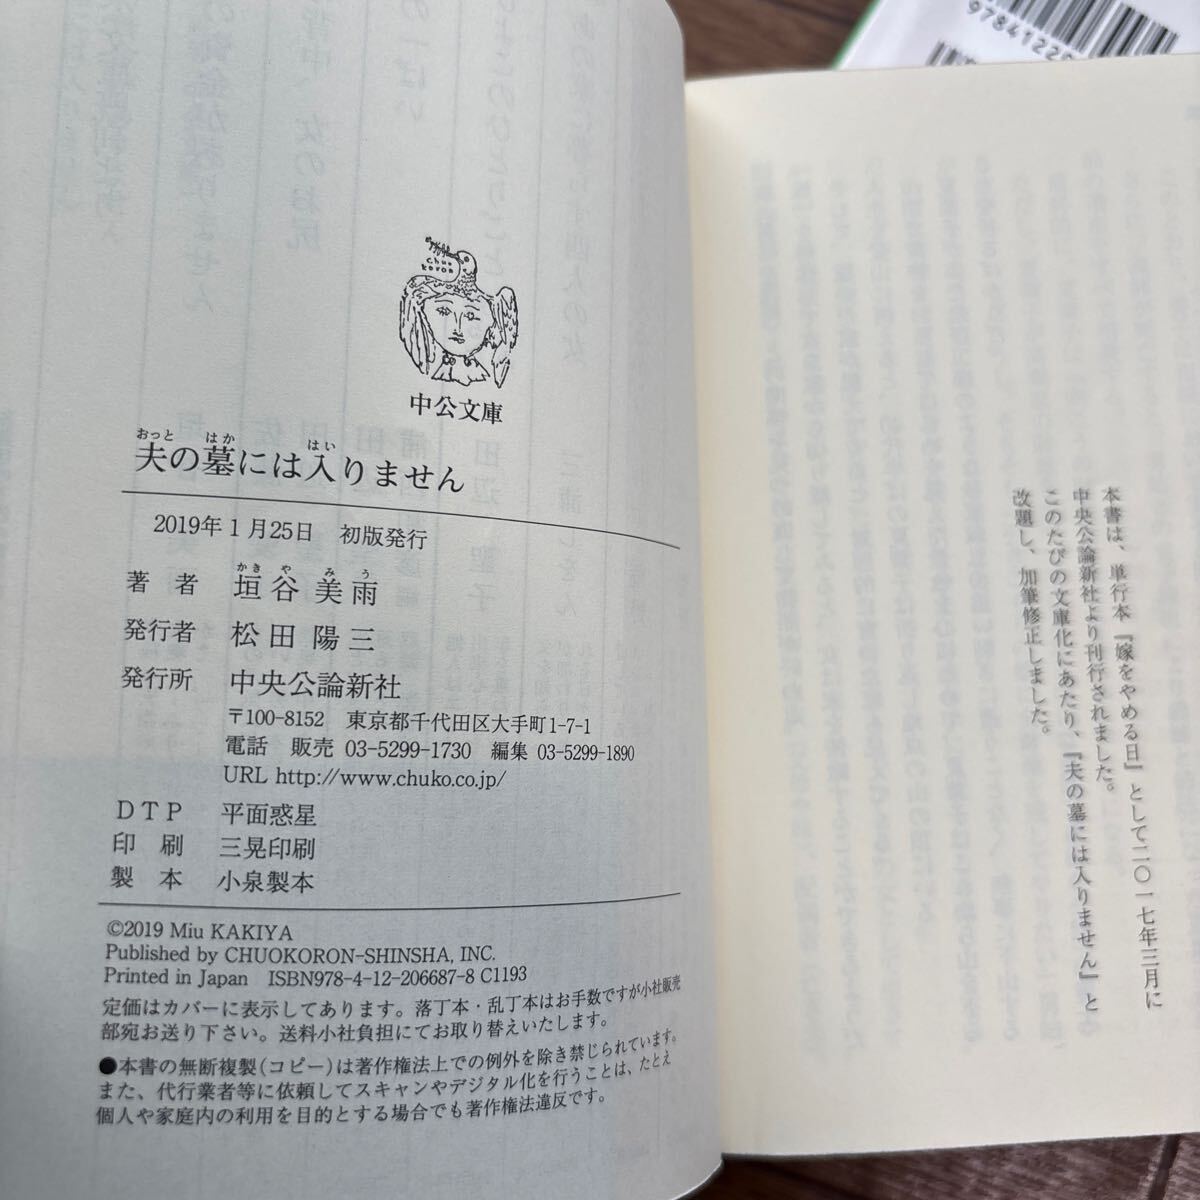 9784122
chuo
koron
中公文庫
夫の墓には入りません
おっと はか はい
2019年1月25日 初版発行
著者 垣谷美雨
かき や み う
発行者 松田陽三
発行所 中央公論新社
〒100-8152 東京都千代田区大手町1-7-1
電話 販売 03-5299-1730 編集 03-5299-1890
URL http://www.chuko.co.jp/
DTP 平面惑星
印刷 三晃印刷
製本 小泉製本
©2019 Miu KAKIYA
Published by CHUOKORON-SHINSHA, INC.
Printed in Japan ISBN978-4-12-206687-8 C1193
定価はカバーに表示してあります。落丁本・乱丁本はお手数ですが小社販売
部宛お送り下さい。送料小社負担にてお取り替えいたします。
●本書の無断複製(コピー)は著作権法上での例外を除き禁じられています。
また、代行業者等に依頼してスキャンやデジタル化を行うことは、たとえ
個人や家庭内の利用を目的とする場合でも著作権法違反です。
本書は、単行本『嫁をやめる日』として二〇一七年三月に
中央公論新社より刊行されました。
このたびの文庫化にあたり、『夫の墓には入りません』と
改題し、加筆修正しました。